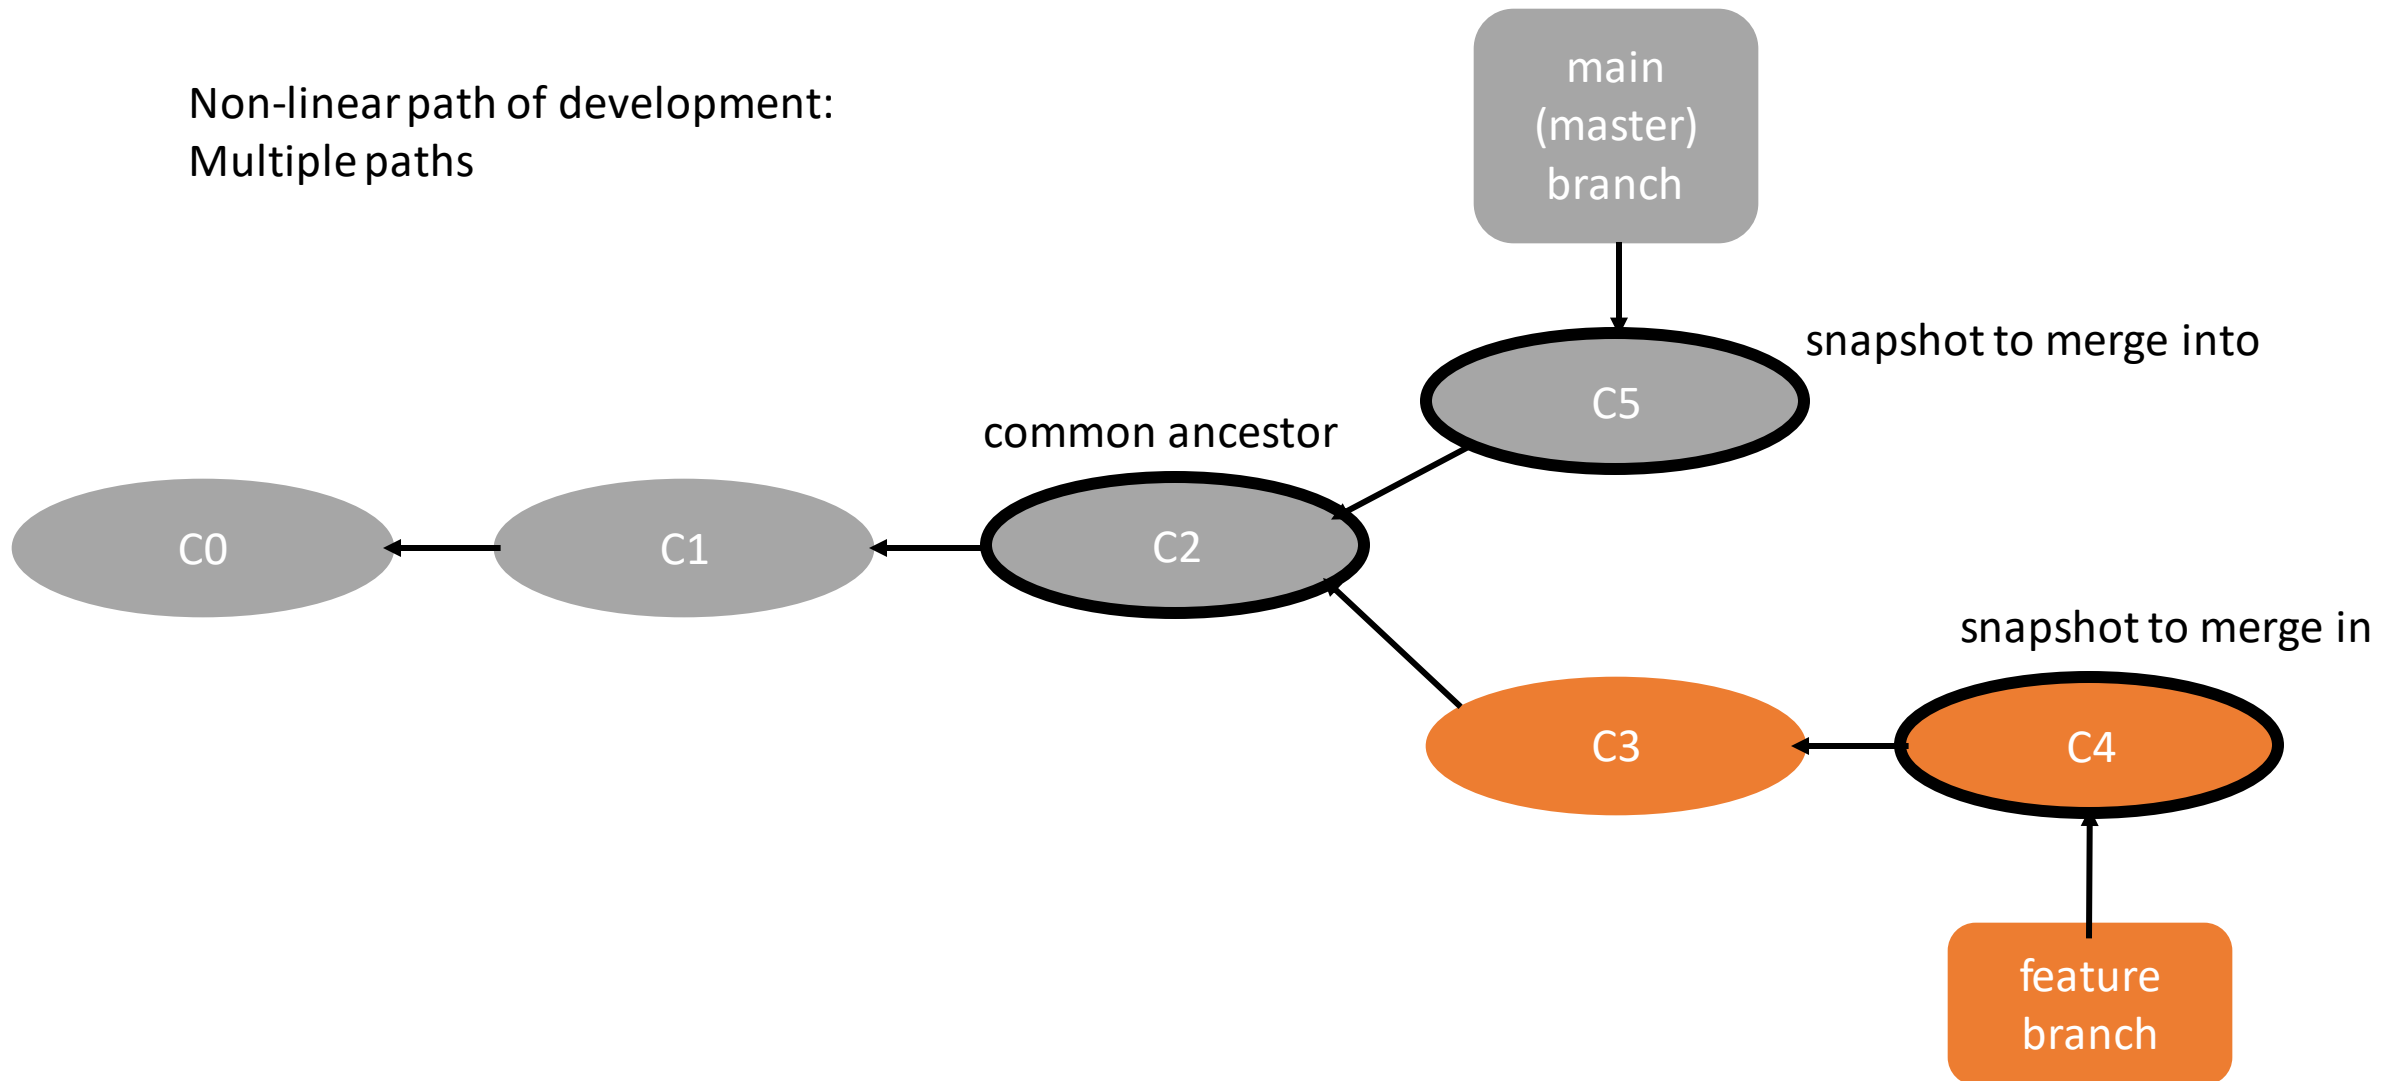 Non-linear path of development:
Multiple paths
main
(master)
branch
snapshot to merge into
C5
common ancestor
C0
C1
C2
snapshot to merge in
C3
C4
feature
branch